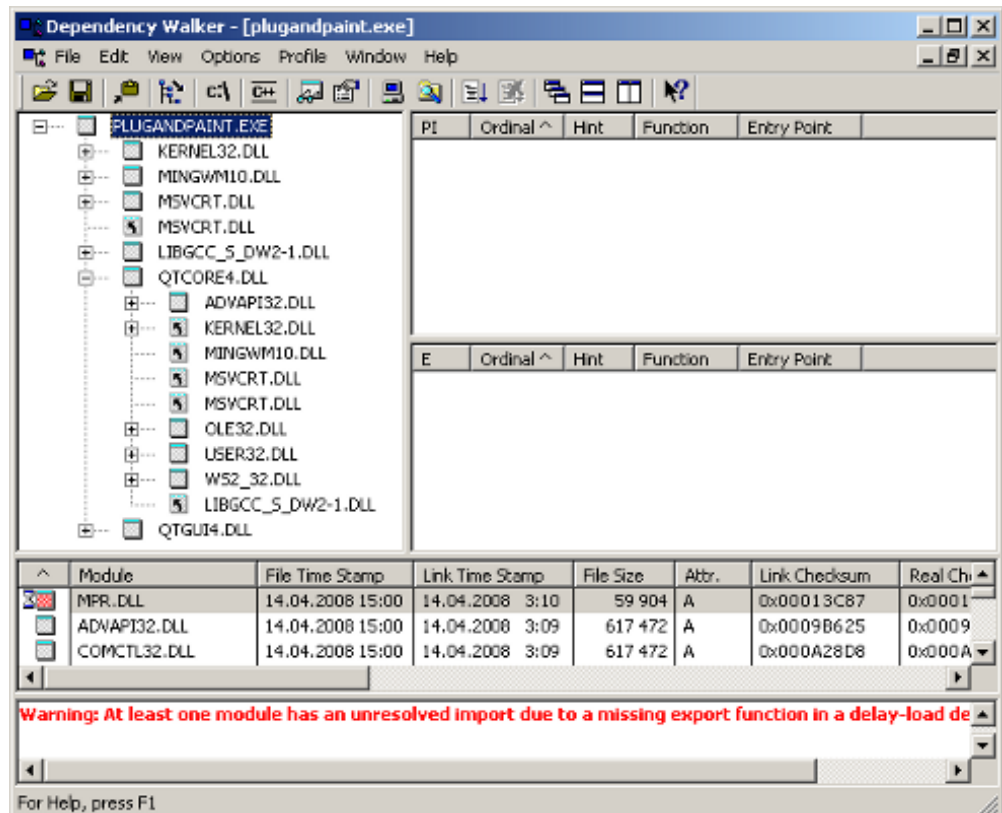 Dependency Walker - [plugandpaint.exe]
File Edit View Options Profile Window Help
C:\ C++
PLUGANDPAINT.EXE
KERNEL32.DLL
MINGWM10.DLL
MSVCRT.DLL
MSVCRT.DLL
LIBGCC_S_DW2-1.DLL
QTCORE4.DLL
ADVAPI32.DLL
KERNEL32.DLL
MINGWM10.DLL
MSVCRT.DLL
MSVCRT.DLL
OLE32.DLL
USER32.DLL
WS2_32.DLL
LIBGCC_S_DW2-1.DLL
QTGUI4.DLL
PI Ordinal ^ Hint Function Entry Point
E Ordinal ^ Hint Function Entry Point
^ Module File Time Stamp Link Time Stamp File Size Attr. Link Checksum Real Ch
MPR.DLL 14.04.2008 15:00 14.04.2008 3:10 59 904 A 0x00013C87 0x0001
ADVAPI32.DLL 14.04.2008 15:00 14.04.2008 3:09 617 472 A 0x0009B625 0x0009
COMCTL32.DLL 14.04.2008 15:00 14.04.2008 3:09 617 472 A 0x000A28D8 0x000A
Warning: At least one module has an unresolved import due to a missing export function in a delay-load de
For Help, press F1